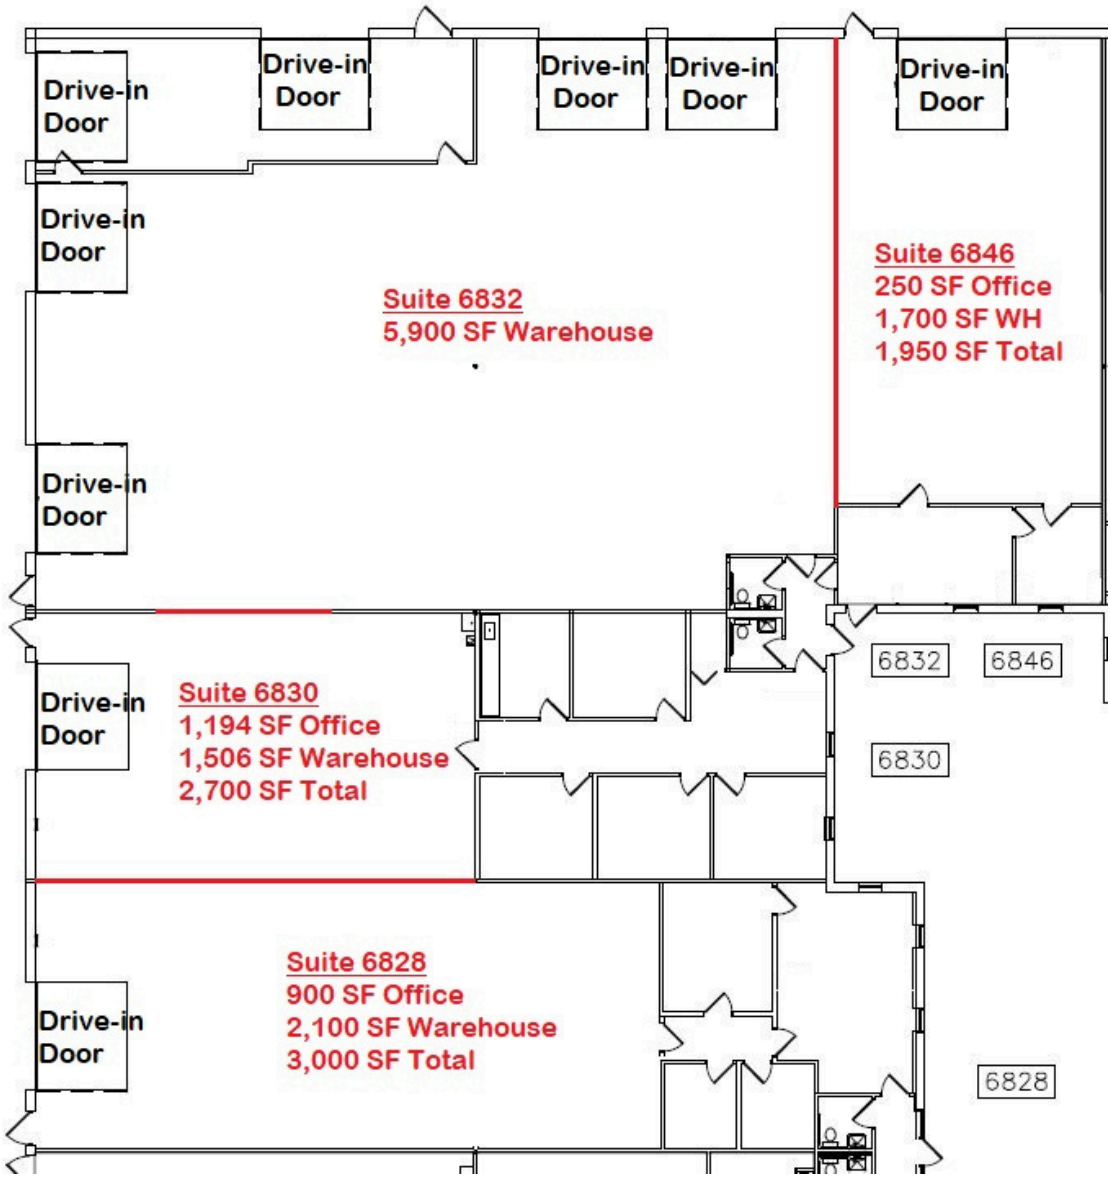 Drive-in
Door
Drive-in
Door
Drive-in
Door
Drive-in
Door
Drive-in
Door
Drive-in
Door
Suite 6846
250 SF Office
1,700 SF WH
1,950 SF Total
Suite 6832
5,900 SF Warehouse
Drive-in
Door
6832
6846
Suite 6830
1,194 SF Office
1,506 SF Warehouse
2,700 SF Total
Drive-in
Door
6830
Suite 6828
900 SF Office
2,100 SF Warehouse
3,000 SF Total
Drive-in
Door
6828